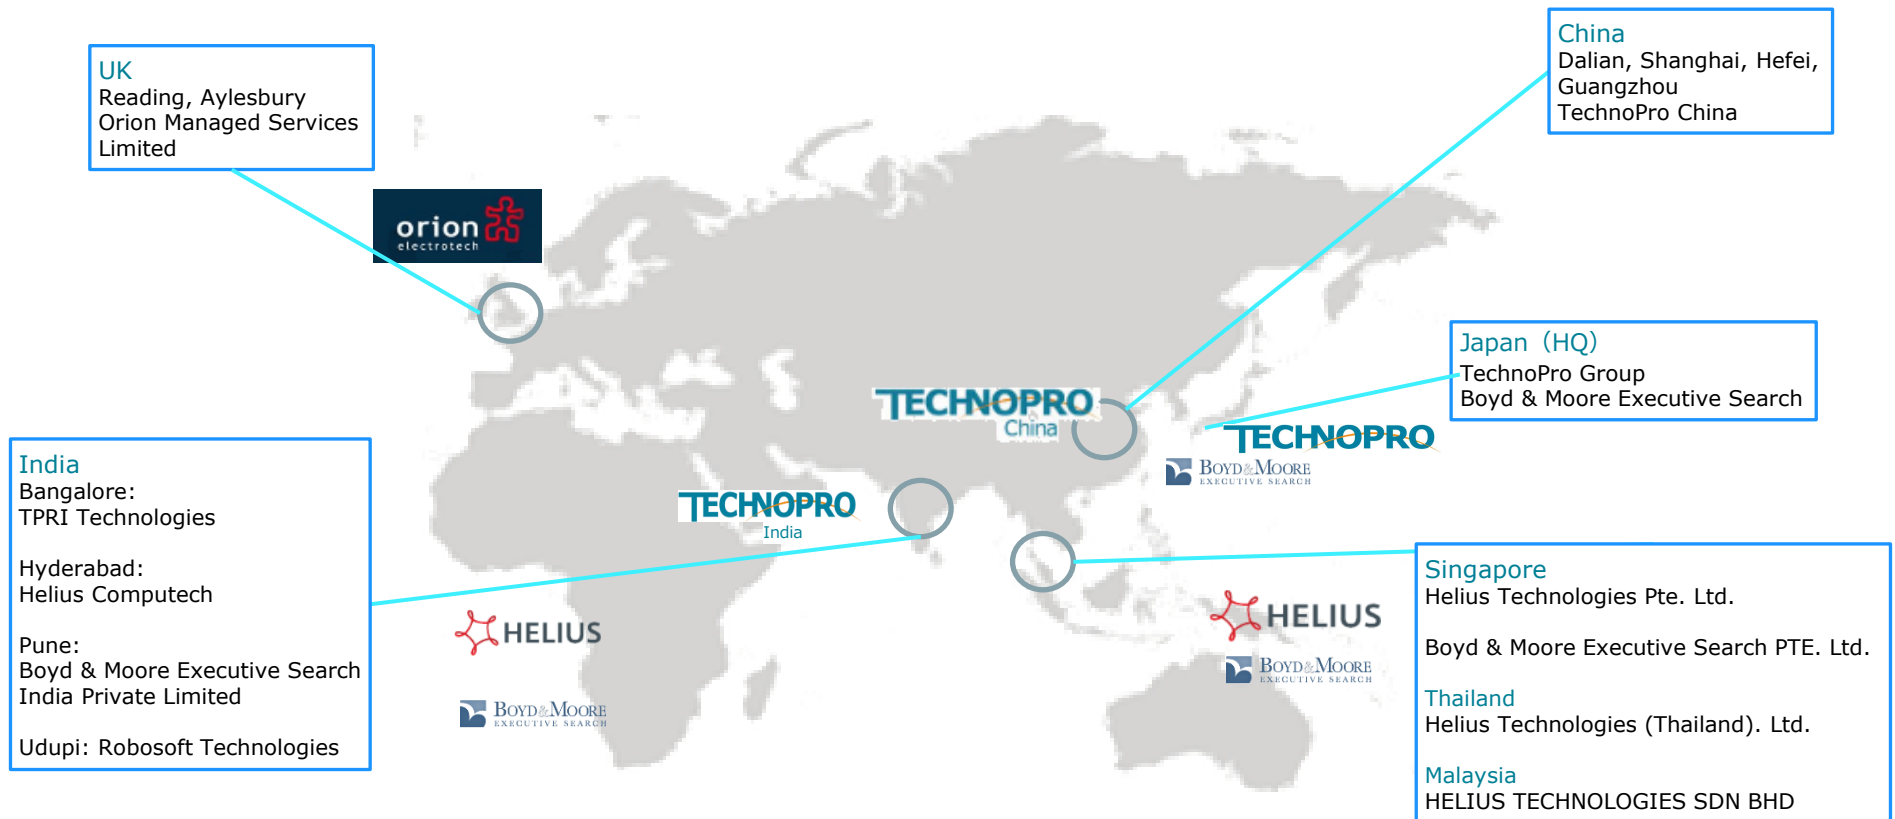 UK
Reading, Aylesbury
Orion Managed Services
Limited
China
Dalian, Shanghai, Hefei,
Guangzhou
TechnoPro China
orion
electrotech
Japan（HQ）
TechnoPro Group
Boyd & Moore Executive Search
TECHNOPRO
China
TECHNOPRO
BOYD & MOORE
EXECUTIVE SEARCH
India
Bangalore:
TPRI Technologies
Hyderabad:
Helius Computech
Pune:
Boyd & Moore Executive Search
India Private Limited
Udupi: Robosoft Technologies
TECHNOPRO
India
HELIUS
BOYD & MOORE
EXECUTIVE SEARCH
HELIUS
BOYD & MOORE
EXECUTIVE SEARCH
Singapore
Helius Technologies Pte. Ltd.
Boyd & Moore Executive Search PTE. Ltd.
Thailand
Helius Technologies (Thailand). Ltd.
Malaysia
HELIUS TECHNOLOGIES SDN BHD